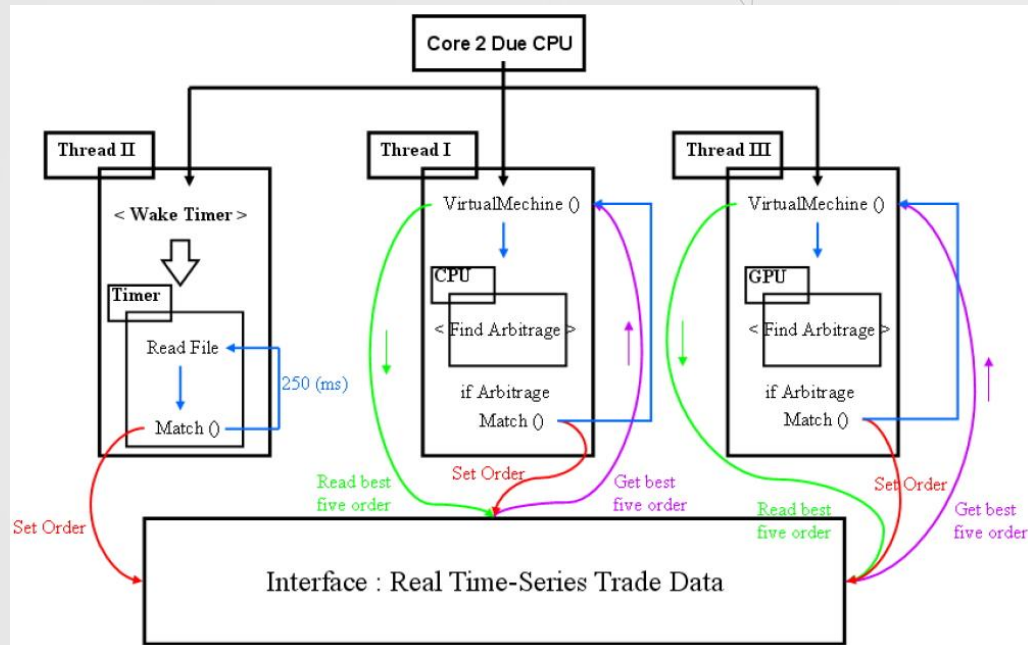 Core 2 Due CPU
Thread II
< Wake Timer >
Timer
Read File
250 (ms)
Match ()
Set Order
Thread I
VirtualMechine ()
CPU
< Find Arbitrage >
if Arbitrage
Match ()
Set Order
Read best
five order
Get best
five order
Thread III
VirtualMechine ()
GPU
< Find Arbitrage >
if Arbitrage
Match ()
Set Order
Read best
five order
Get best
five order
Interface : Real Time-Series Trade Data